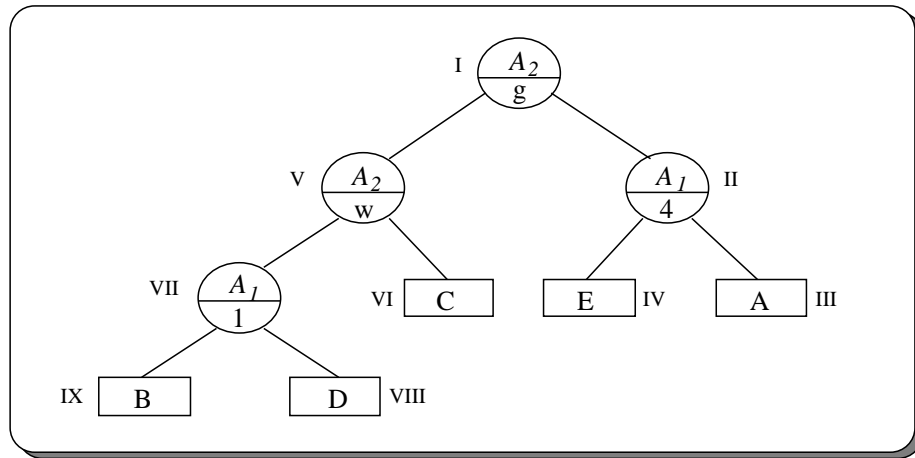 I A2
g
V A2
w
A1 II
4
VII A1
1
VI C
E IV
A III
IX B
D VIII